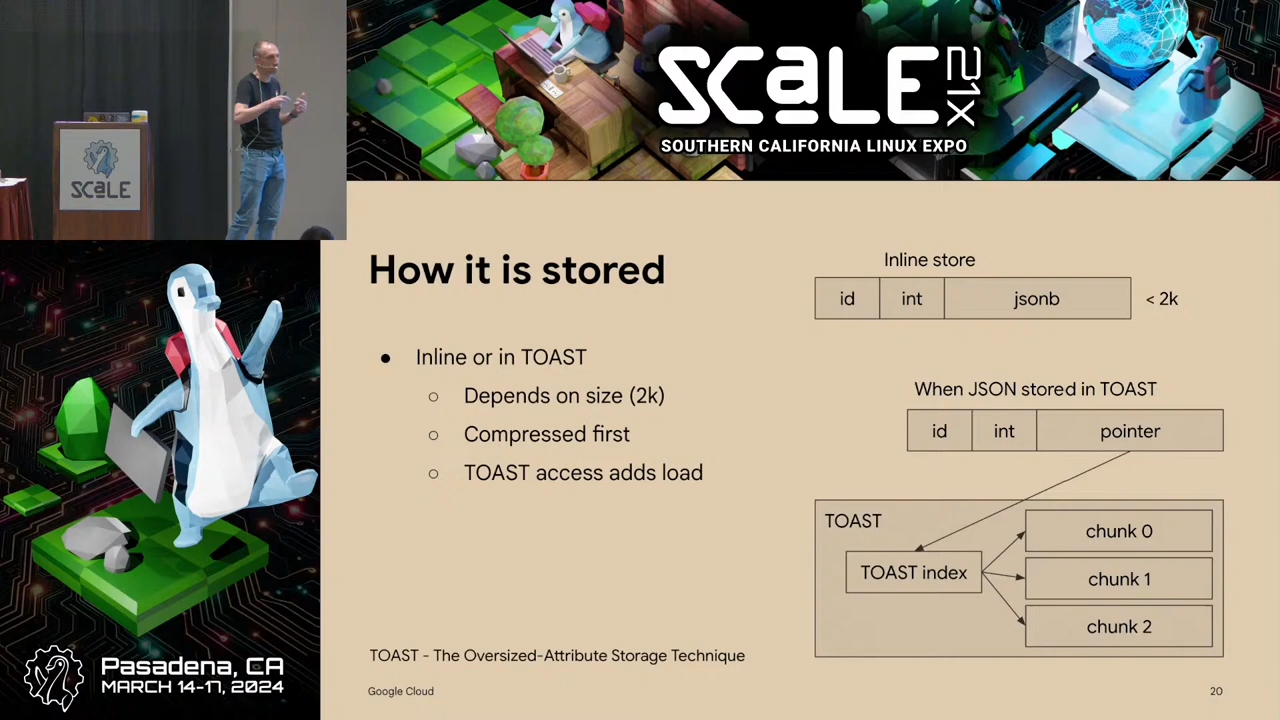 SCaLE
SCaLE 21x
SOUTHERN CALIFORNIA LINUX EXPO
How it is stored
● Inline or in TOAST
○ Depends on size (2k)
○ Compressed first
○ TOAST access adds load
Inline store
id int jsonb < 2k
When JSON stored in TOAST
id int pointer
TOAST
TOAST index
chunk 0
chunk 1
chunk 2
TOAST - The Oversized-Attribute Storage Technique
Google Cloud
20
Pasadena, CA
MARCH 14-17, 2024